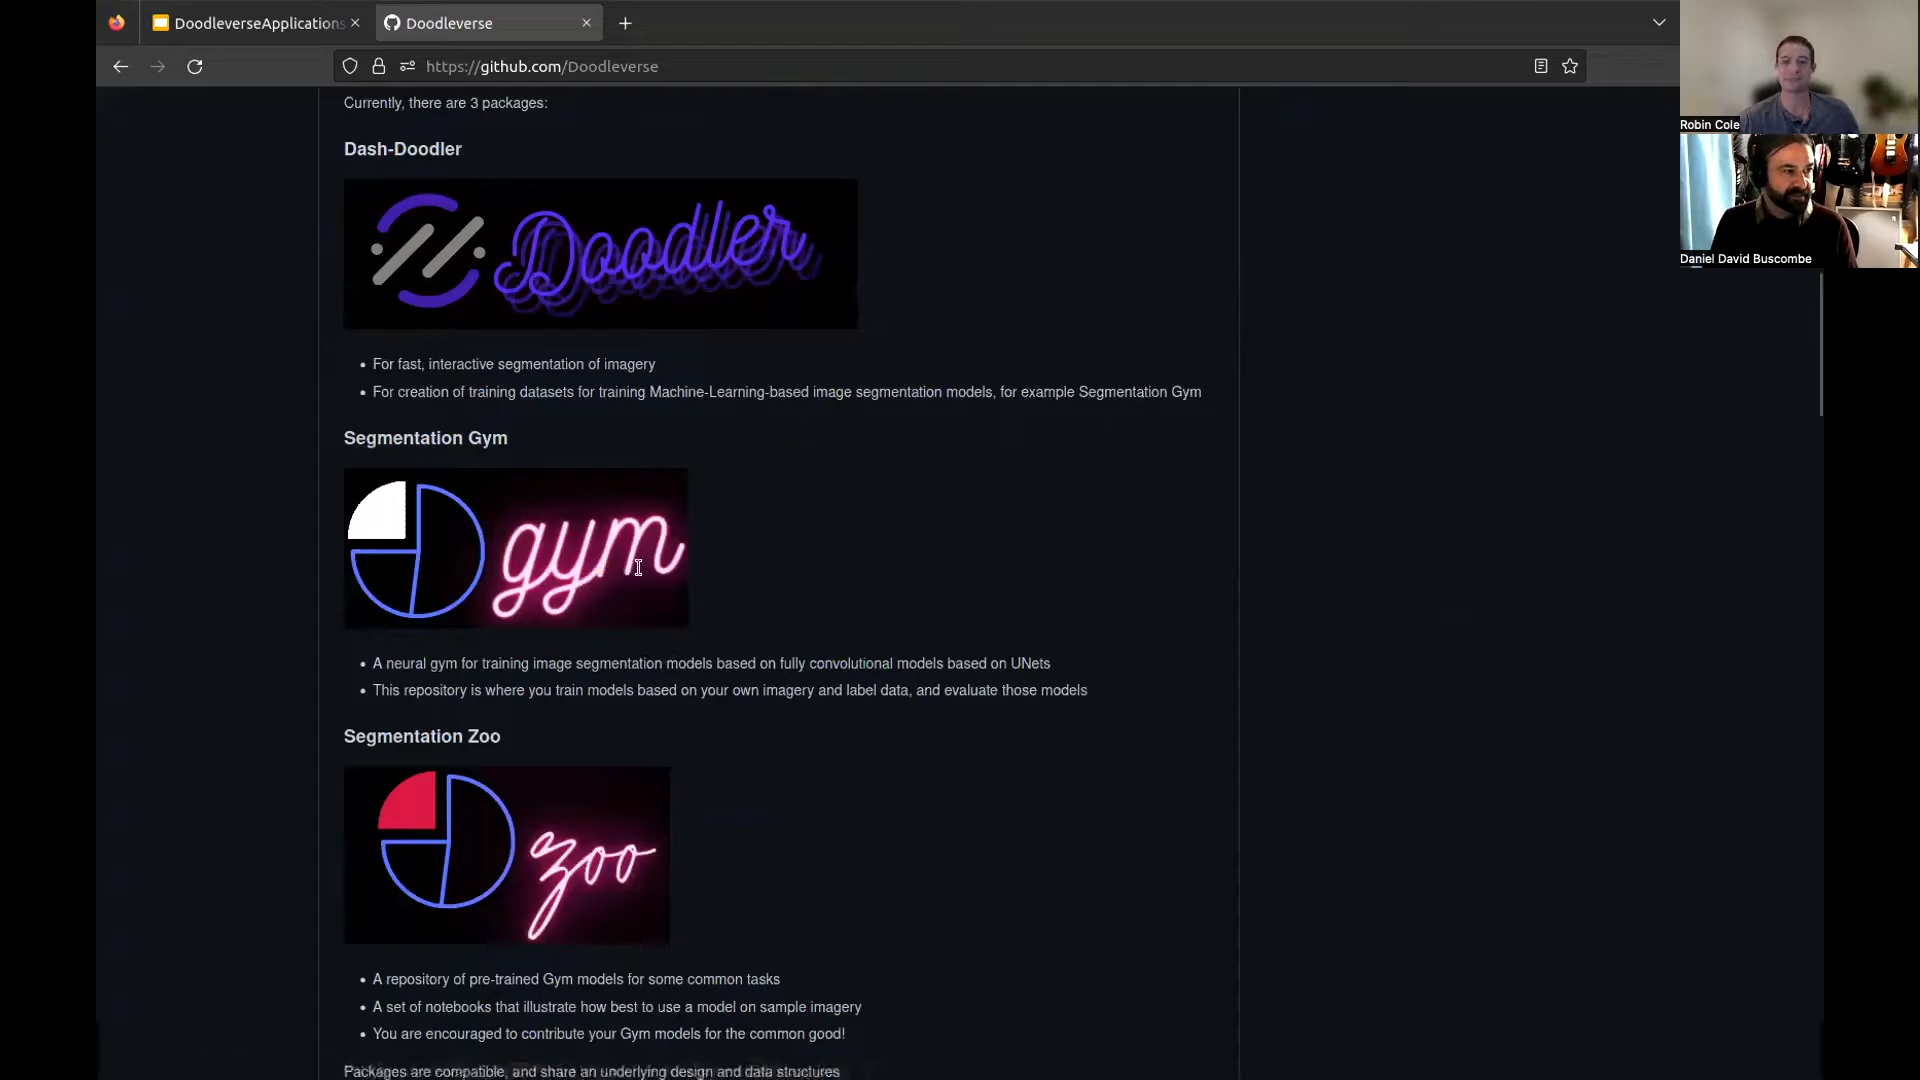 DoodleverseApplications
Doodleverse
https://github.com/Doodleverse
Robin Cole
Daniel David Buscombe
Currently, there are 3 packages:
Dash-Doodler
Doodler
• For fast, interactive segmentation of imagery
• For creation of training datasets for training Machine-Learning-based image segmentation models, for example Segmentation Gym
Segmentation Gym
gym
• A neural gym for training image segmentation models based on fully convolutional models based on UNets
• This repository is where you train models based on your own imagery and label data, and evaluate those models
Segmentation Zoo
zoo
• A repository of pre-trained Gym models for some common tasks
• A set of notebooks that illustrate how best to use a model on sample imagery
• You are encouraged to contribute your Gym models for the common good!
Packages are compatible, and share an underlying design and data structures